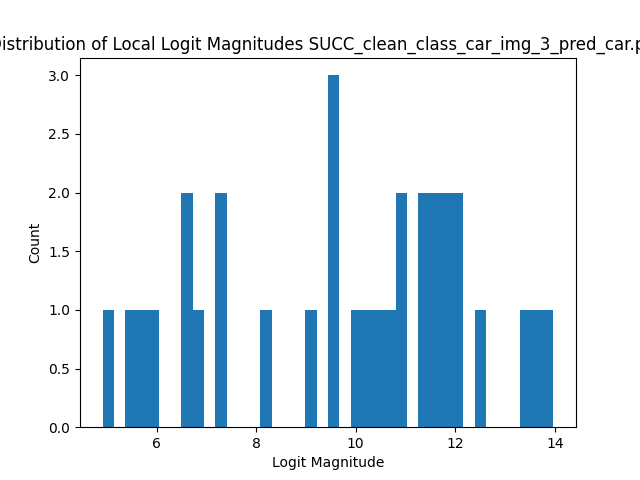 istribution of Local Logit Magnitudes SUCC_clean_class_car_img_3_pred_car.p
3.0
2.5
2.0
1.5
1.0
0.5
0.0
Count
6 8 10 12 14
Logit Magnitude